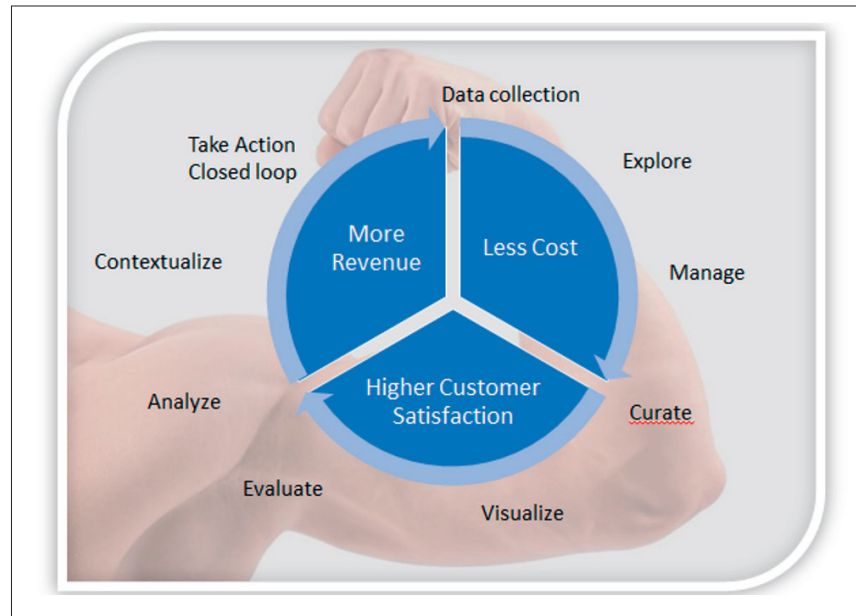 Data collection
Explore
Manage
Curate
Visualize
Evaluate
Analyze
Contextualize
Take Action
Closed loop
More
Revenue
Less Cost
Higher Customer
Satisfaction